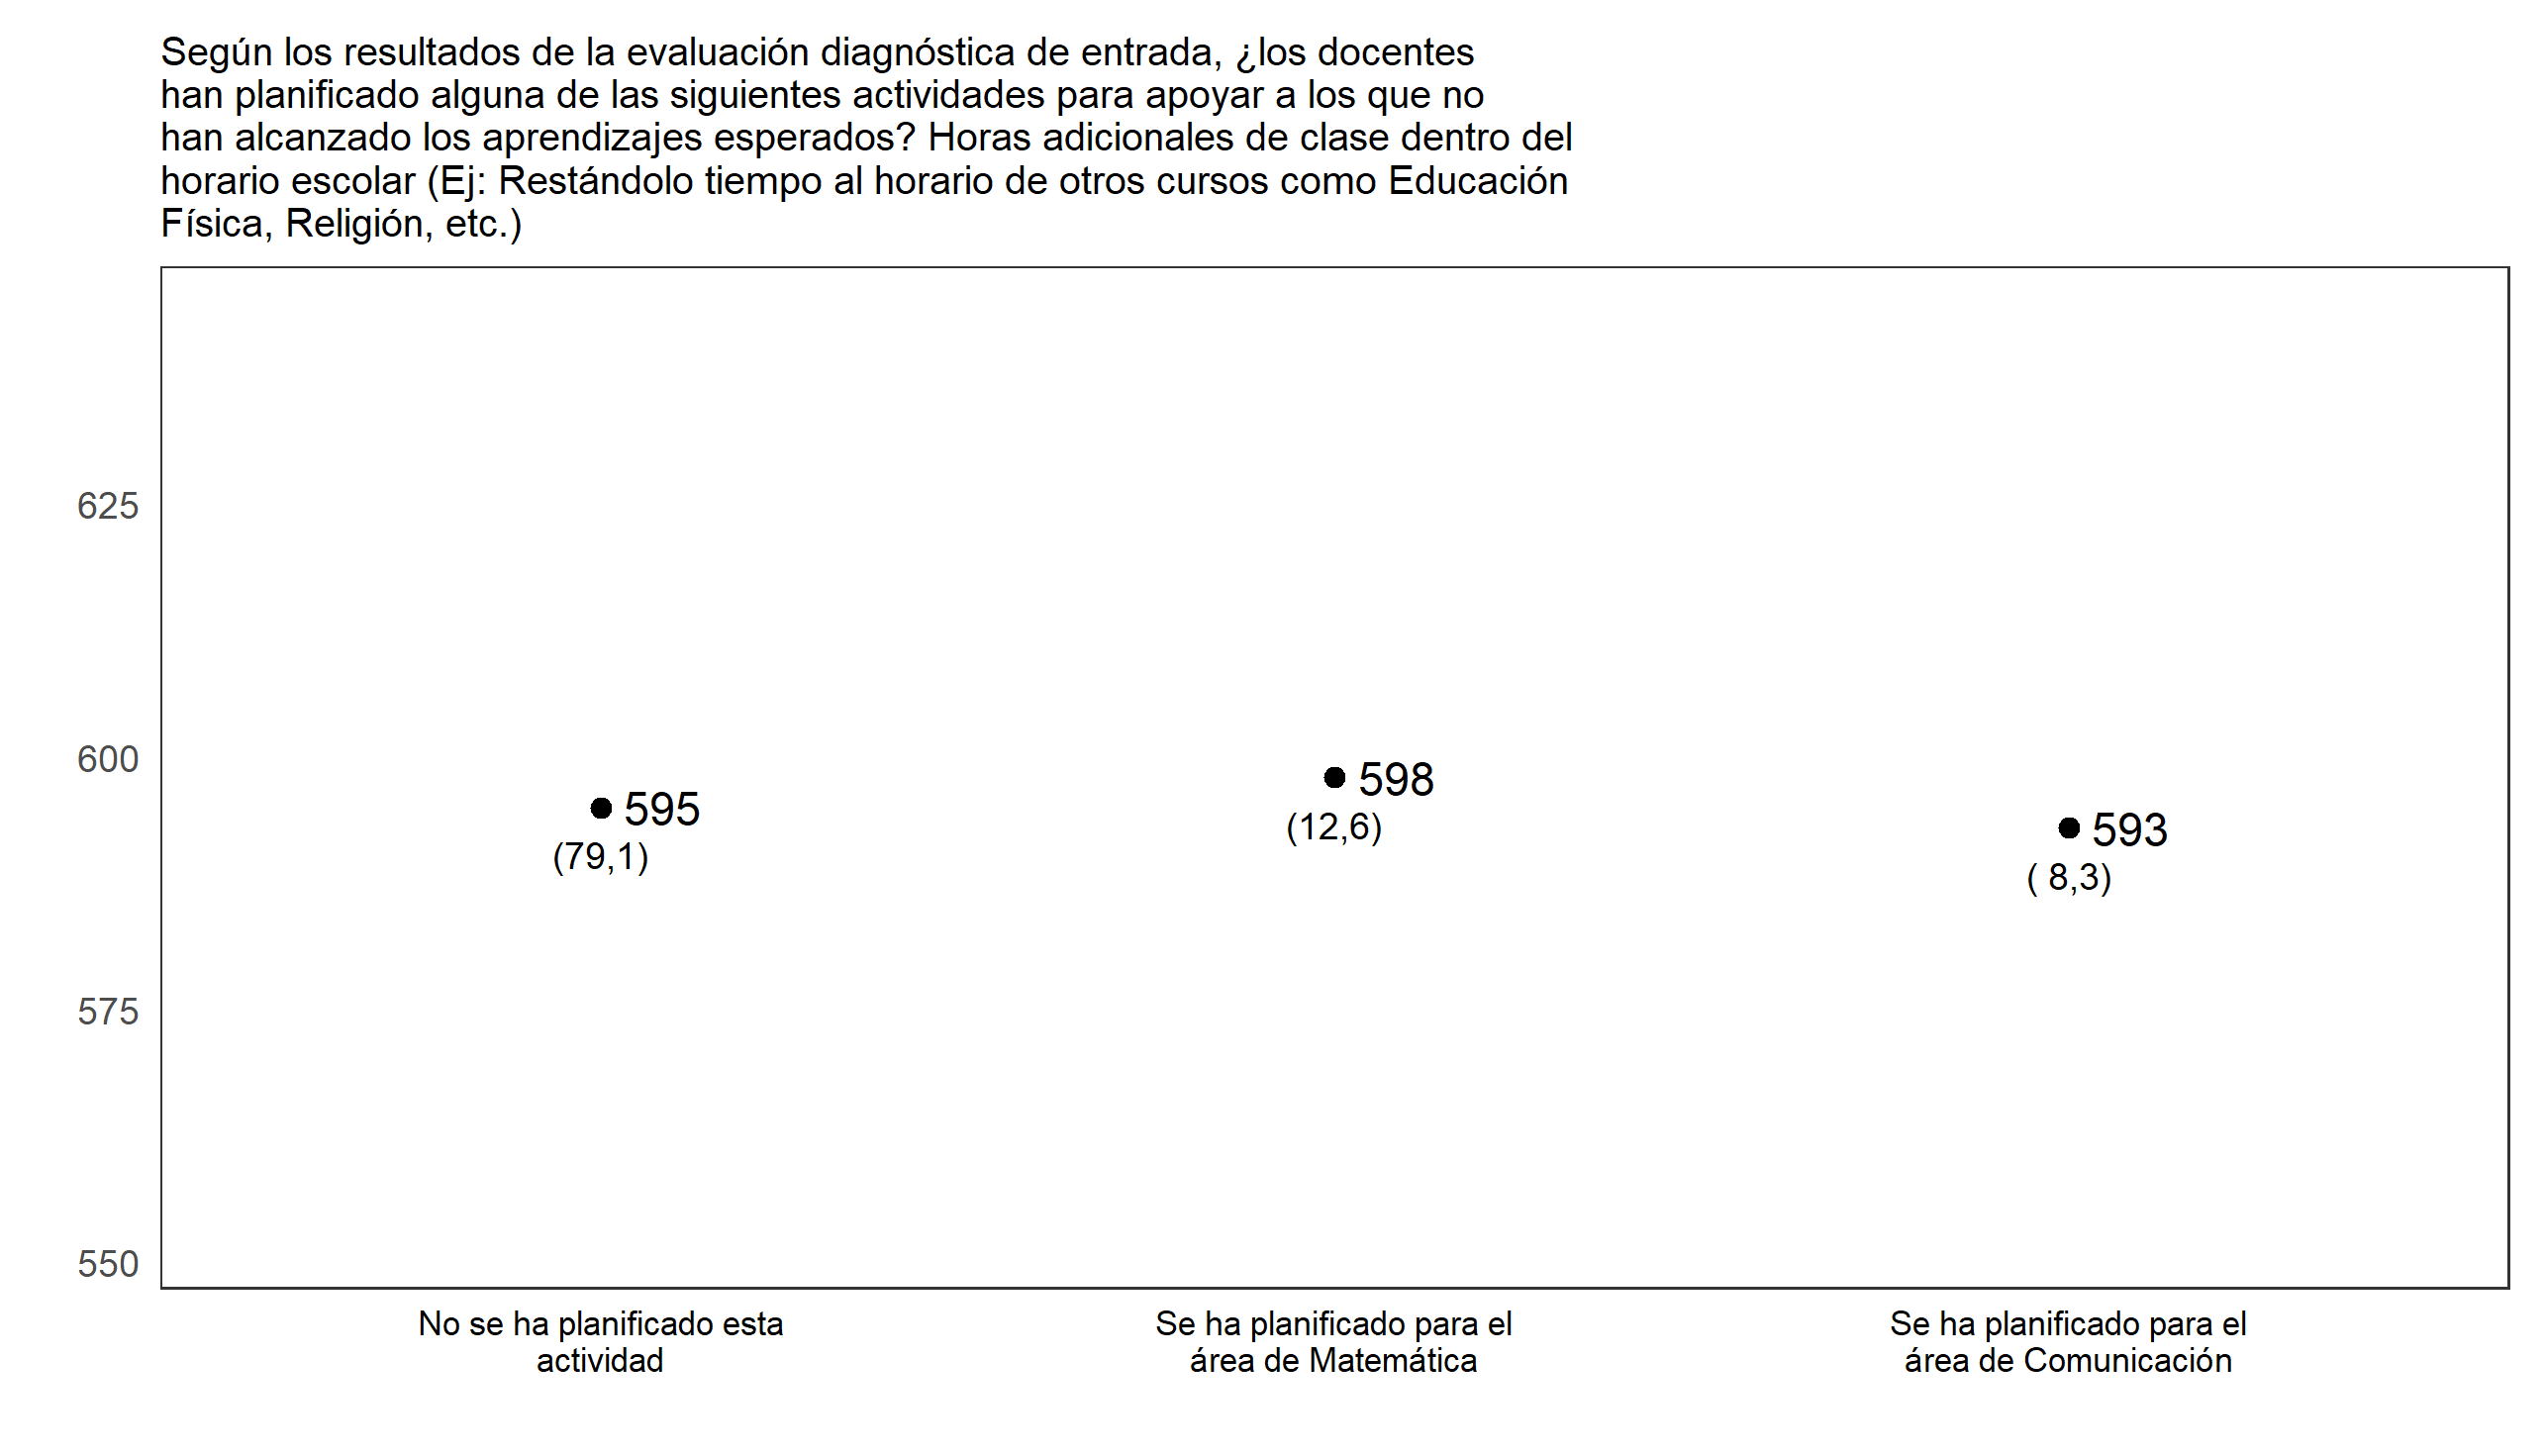 Según los resultados de la evaluación diagnóstica de entrada, ¿los docentes
han planificado alguna de las siguientes actividades para apoyar a los que no
han alcanzado los aprendizajes esperados? Horas adicionales de clase dentro del
horario escolar (Ej: Restándolo tiempo al horario de otros cursos como Educación
Física, Religión, etc.)
625
600
575
550
595
(79,1)
598
(12,6)
593
( 8,3)
No se ha planificado esta
actividad
Se ha planificado para el
área de Matemática
Se ha planificado para el
área de Comunicación